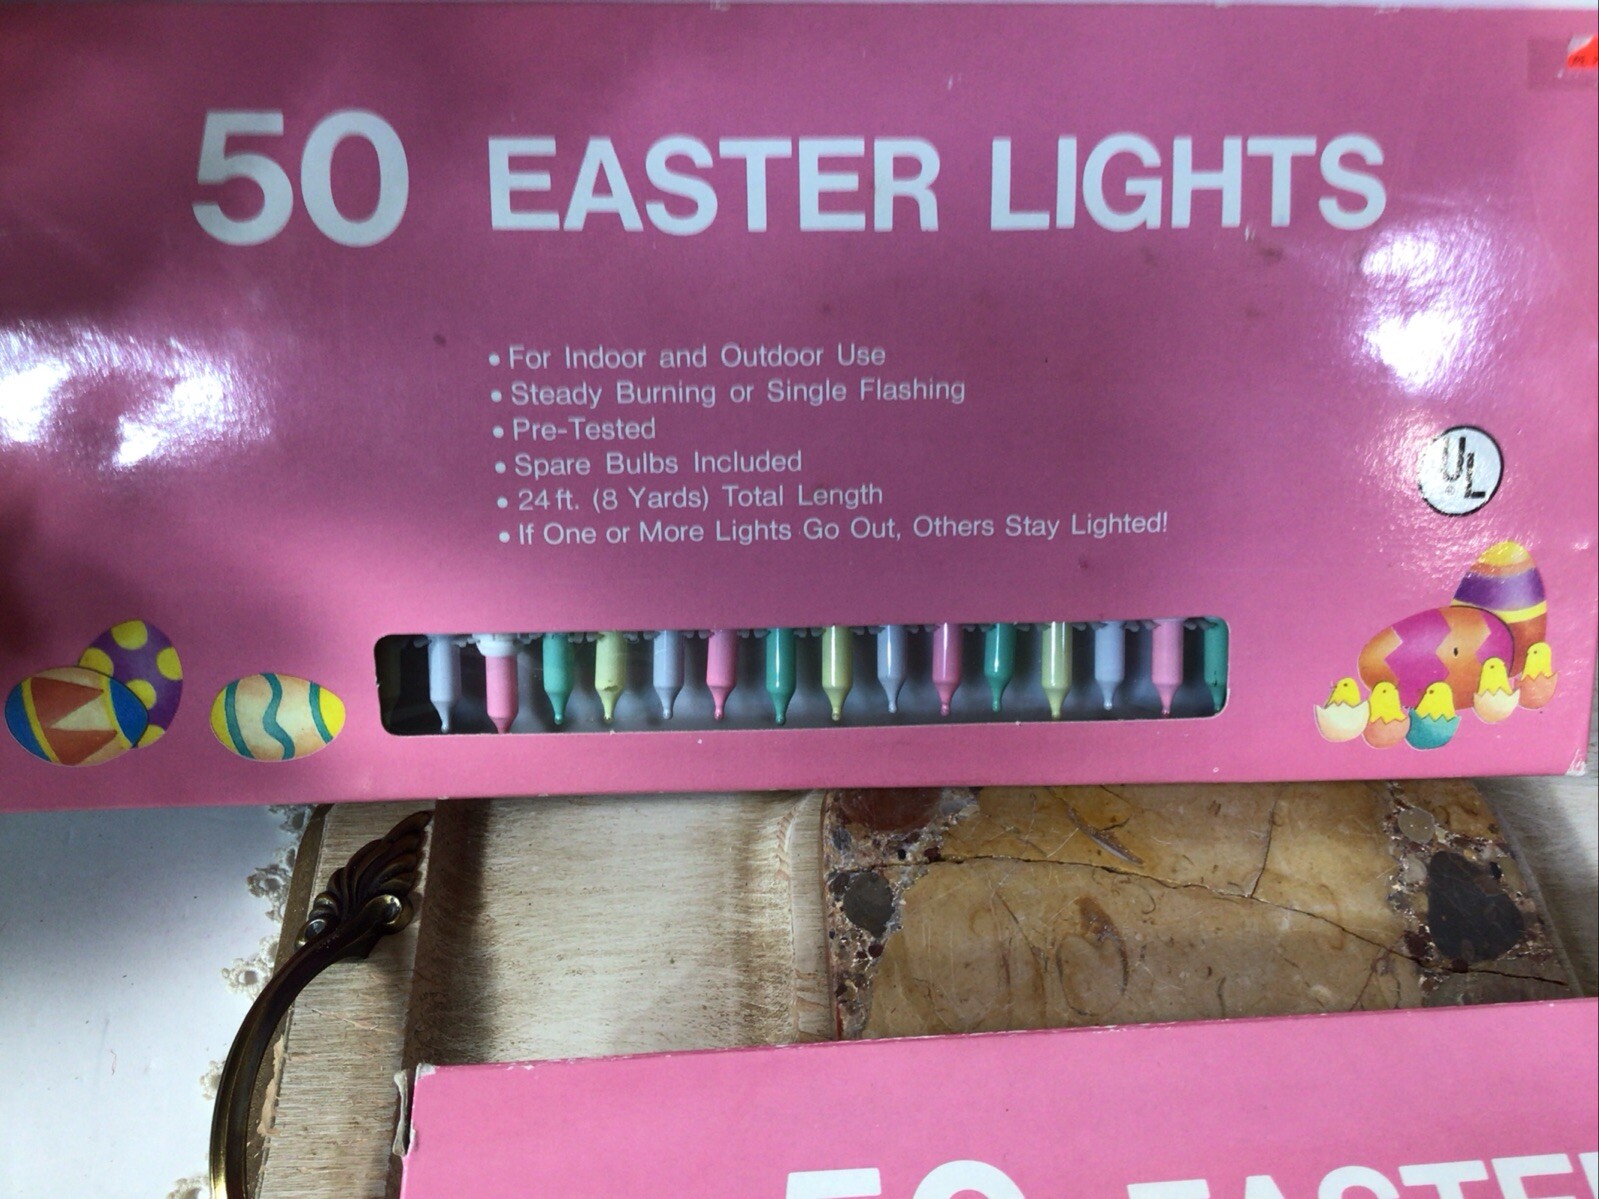 50 EASTER LIGHTS
• For Indoor and Outdoor Use
• Steady Burning or Single Flashing
• Pre-Tested
• Spare Bulbs Included
• 24 ft. (8 Yards) Total Length
• If One or More Lights Go Out, Others Stay Lighted!
UL